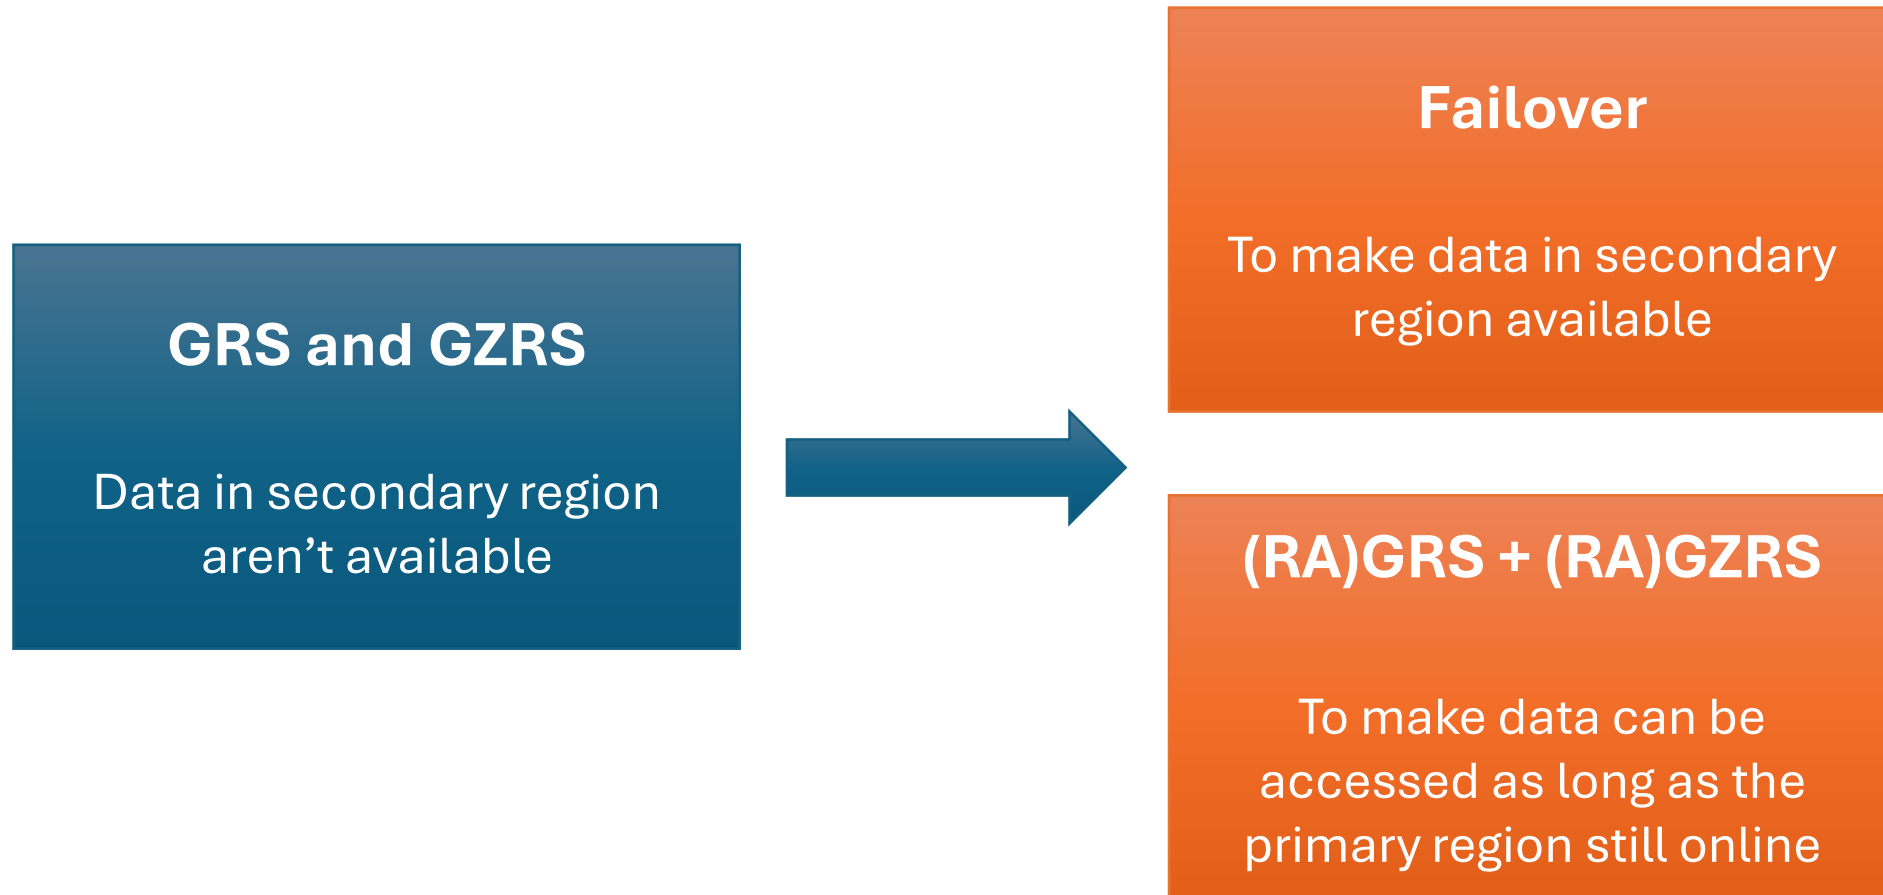 GRS and GZRS
Data in secondary region
aren’t available
Failover
To make data in secondary
region available
(RA)GRS + (RA)GZRS
To make data can be
accessed as long as the
primary region still online